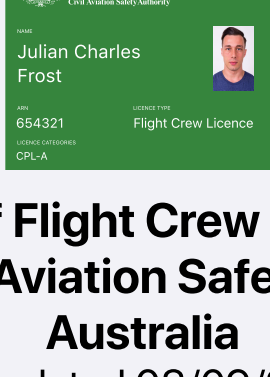 Civil Aviation Safety Authority
NAME
Julian Charles
Frost
ARN
LICENCE TYPE
654321
Flight Crew Licence
LICENCE CATEGORIES
CPL-A
Flight Crew
Aviation Safe
Australia